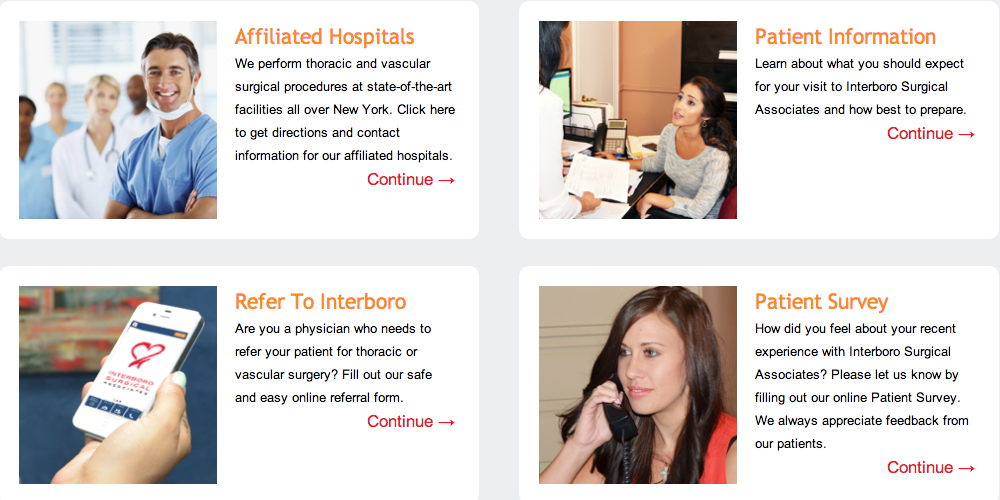 Affiliated Hospitals
We perform thoracic and vascular
surgical procedures at state-of-the-art
facilities all over New York. Click here
to get directions and contact
information for our affiliated hospitals.
Continue →
Patient Information
Learn about what you should expect
for your visit to Interboro Surgical
Associates and how best to prepare.
Continue →
INTERBORO
SURGICAL
ASSOCIATES
Refer To Interboro
Are you a physician who needs to
refer your patient for thoracic or
vascular surgery? Fill out our safe
and easy online referral form.
Continue →
Patient Survey
How did you feel about your recent
experience with Interboro Surgical
Associates? Please let us know by
filling out our online Patient Survey.
We always appreciate feedback from
our patients.
Continue →